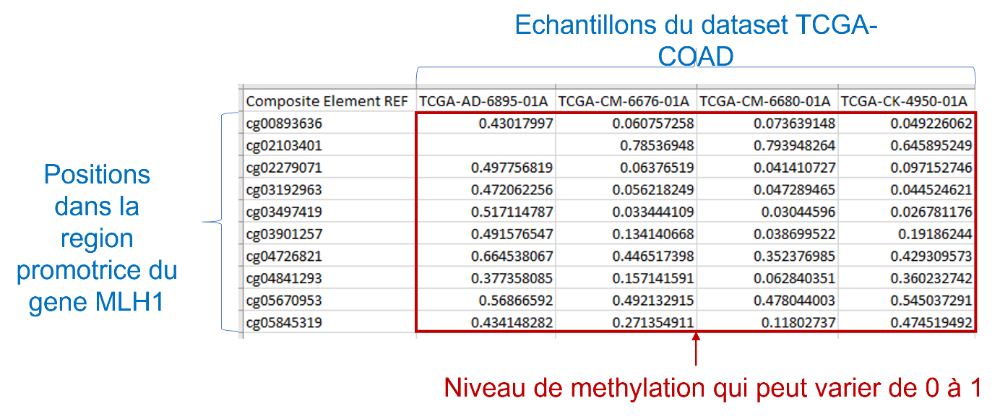 Echantillons du dataset TCGA-
COAD
Composite Element REF TCGA-AD-6895-01A TCGA-CM-6676-01A TCGA-CM-6680-01A TCGA-CK-4950-01A
cg00893636 0.43017997 0.060757258 0.073639148 0.049226062
cg02103401 0.78536948 0.793948264 0.645895249
cg02279071 0.497756819 0.06376519 0.041410727 0.097152746
cg03192963 0.472062256 0.056218249 0.047289465 0.044524621
cg03497419 0.517114787 0.033444109 0.03044596 0.026781176
cg03901257 0.491576547 0.134140668 0.038699522 0.19186244
cg04726821 0.664538067 0.446517398 0.352376985 0.429309573
cg04841293 0.377358085 0.157141591 0.062840351 0.360232742
cg05670953 0.56866592 0.492132915 0.478044003 0.545037291
cg05845319 0.434148282 0.271354911 0.11802737 0.474519492
Positions
dans la
region
promotrice du
gene MLH1
Niveau de methylation qui peut varier de 0 à 1